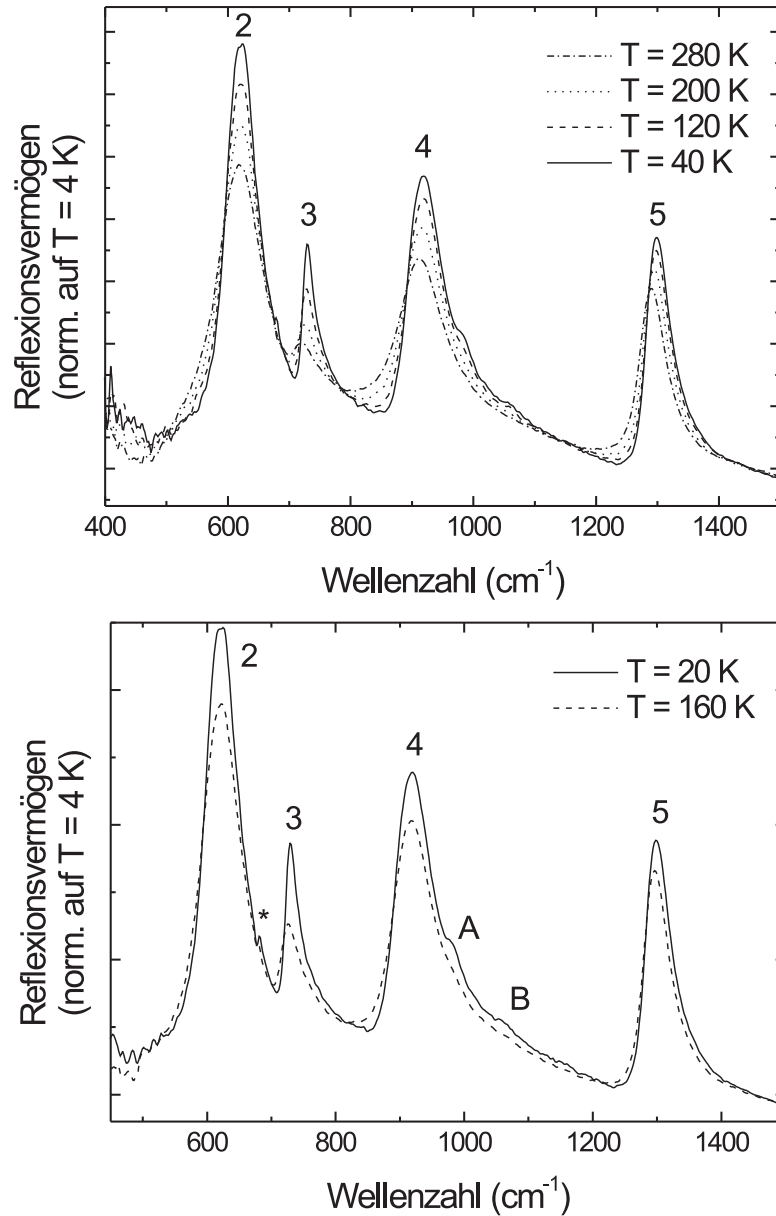 2
3
4
5
T = 280 K
T = 200 K
T = 120 K
T = 40 K
Reflexionsvermögen
(norm. auf T = 4 K)
400 600 800 1000 1200 1400
Wellenzahl (cm⁻¹)
2
*
3
4
A
B
5
T = 20 K
T = 160 K
Reflexionsvermögen
(norm. auf T = 4 K)
600 800 1000 1200 1400
Wellenzahl (cm⁻¹)